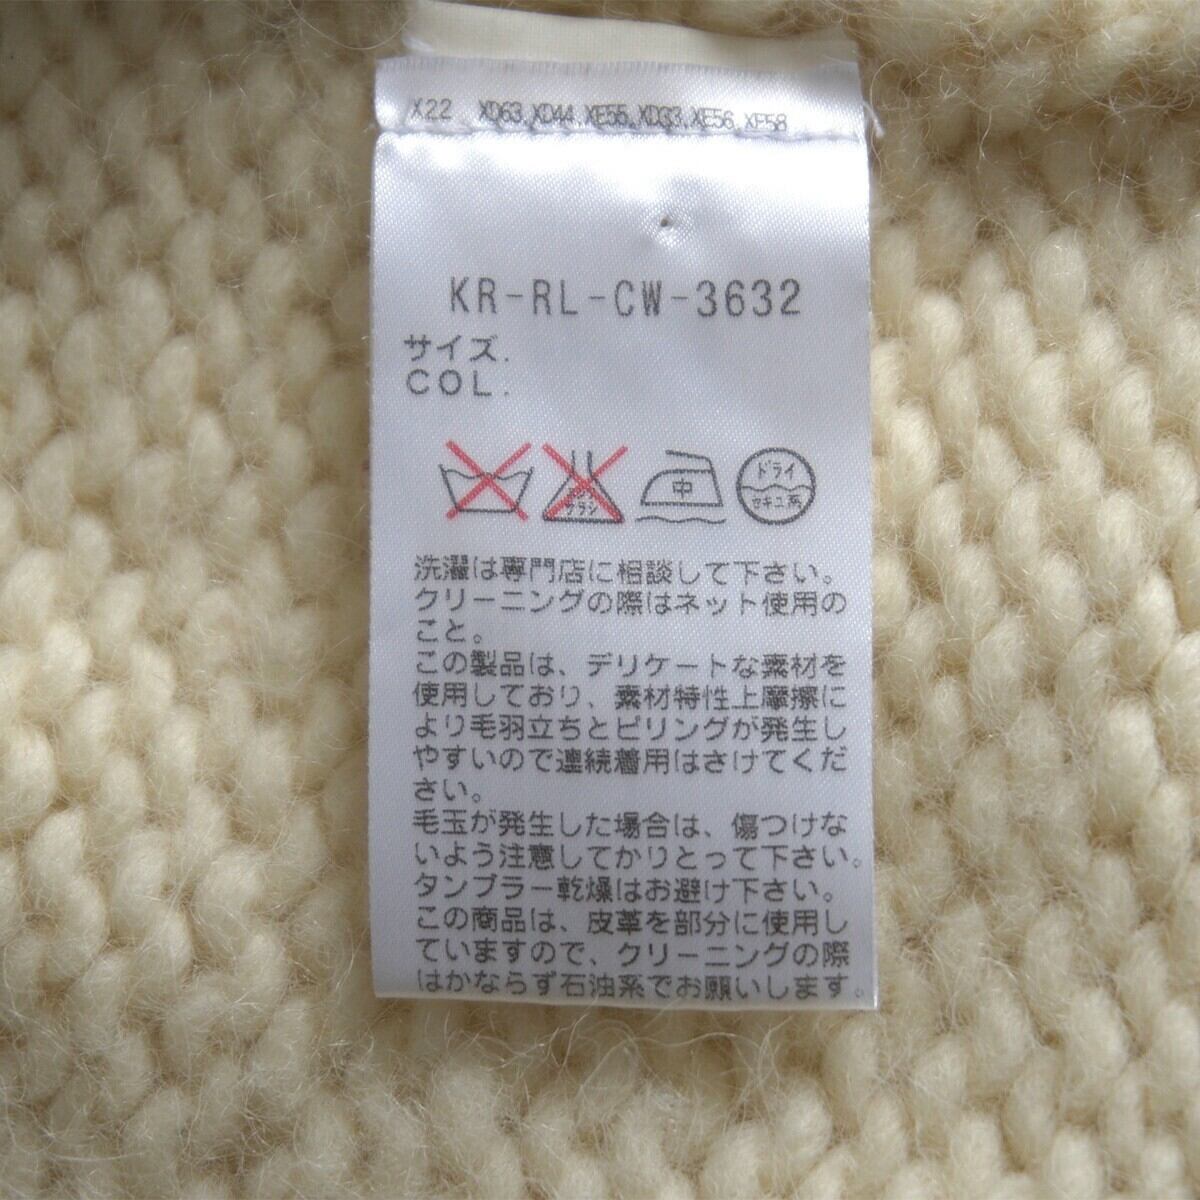 X22 XD63,XD44,XE55,XD33,XE56,XE58
KR-RL-CW-3632
サイズ.
COL.
中
ドライ
セキユ系
洗濯は専門店に相談して下さい。
クリーニングの際はネット使用の
こと。
この製品は、デリケートな素材を
使用しており、素材特性上摩擦に
より毛羽立ちとピリングが発生し
やすいので連続着用はさけてくだ
さい。
毛玉が発生した場合は、傷つけな
いよう注意してかりとって下さい。
タンブラー乾燥はお避け下さい。
この商品は、皮革を部分に使用し
ていますので、クリーニングの際
はかならず石油系でお願いします。